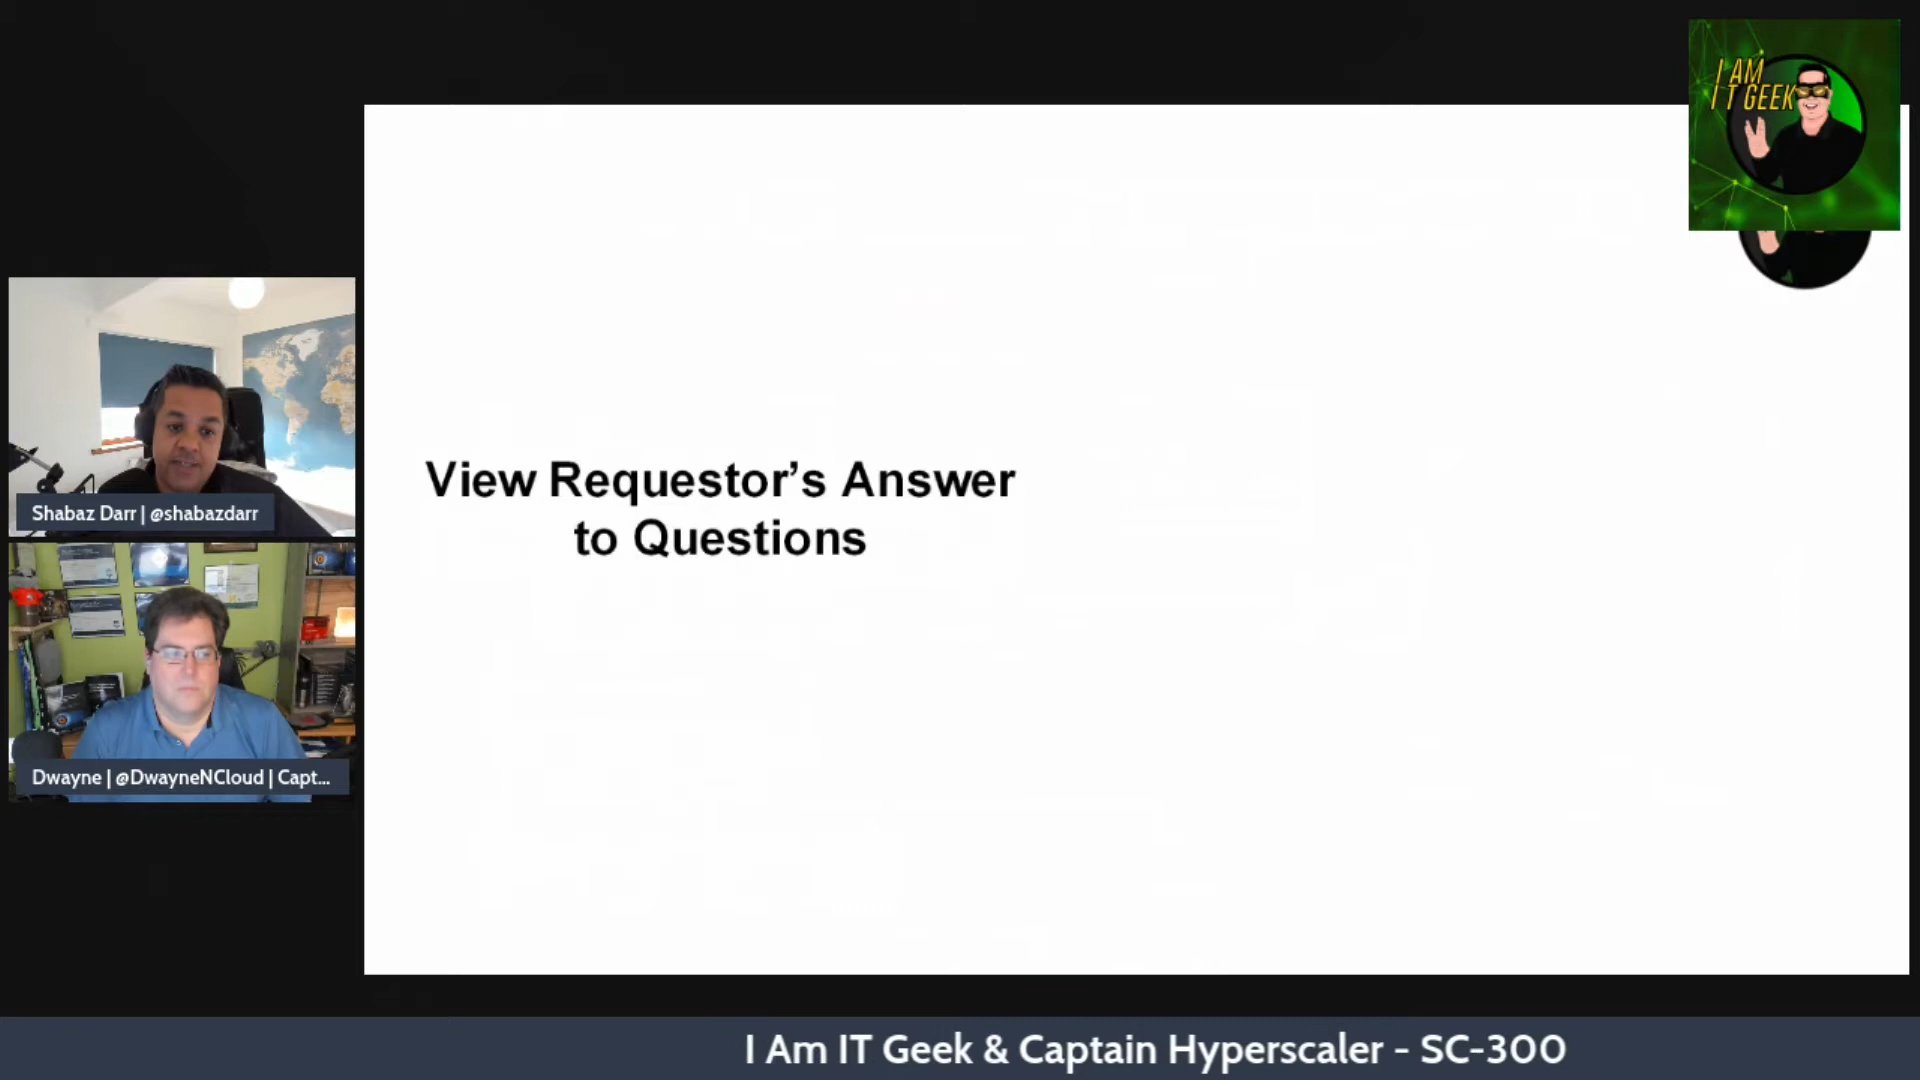 I AM
IT GEEK
View Requestor’s Answer
to Questions
Shabaz Darr | @shabazdarr
Dwayne | @DwayneNCloud | Capt...
I Am IT Geek & Captain Hyperscaler - SC-300